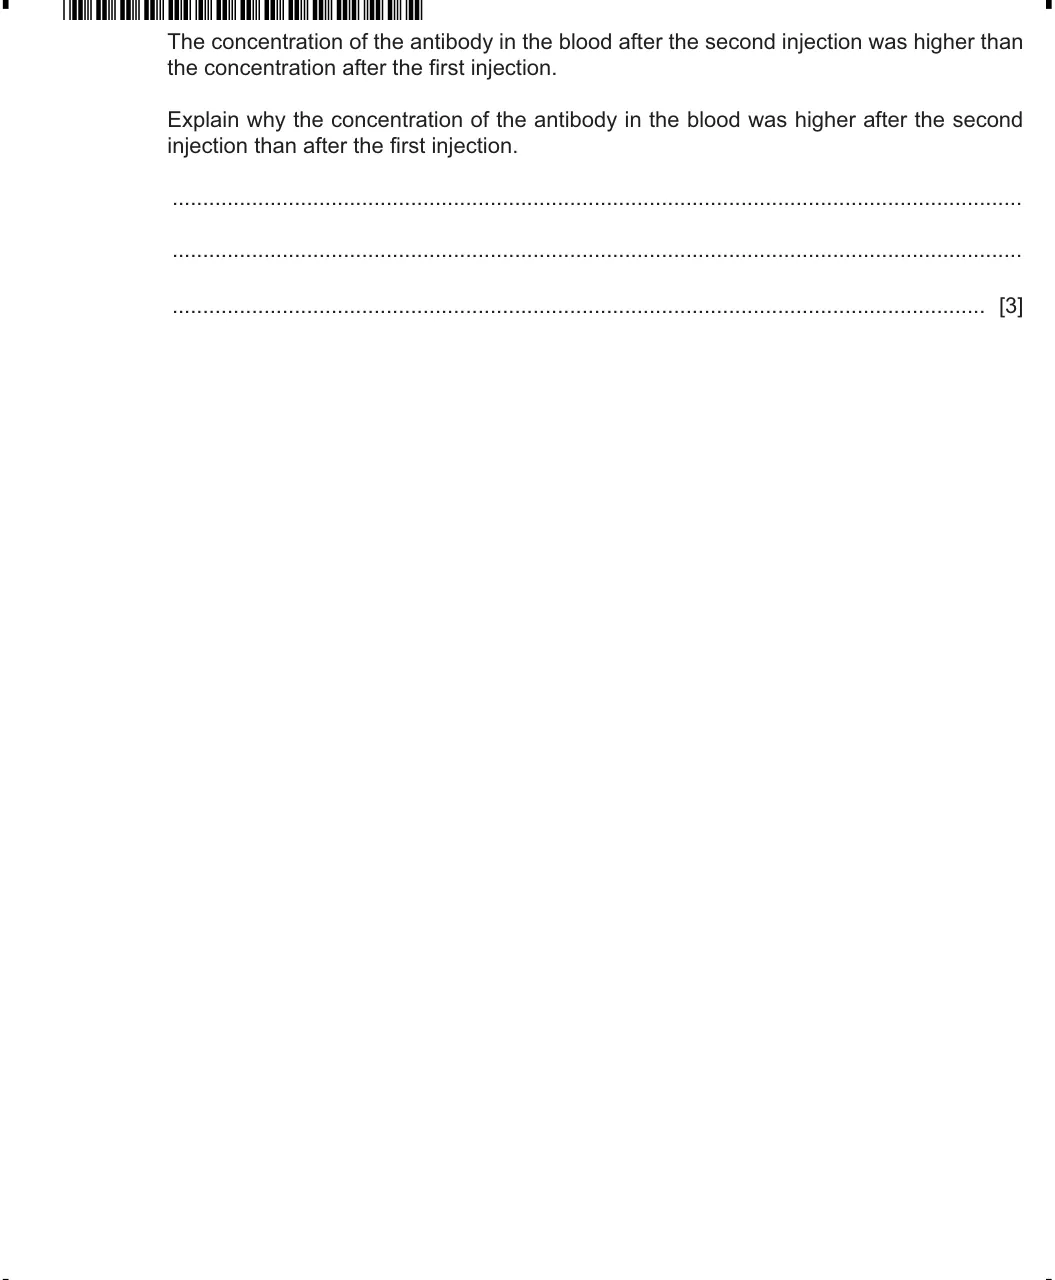 The concentration of the antibody in the blood after the second injection was higher than
the concentration after the first injection.
Explain why the concentration of the antibody in the blood was higher after the second
injection than after the first injection.
..........................................................................................................................................
..........................................................................................................................................
.................................................................................................................................... [3]